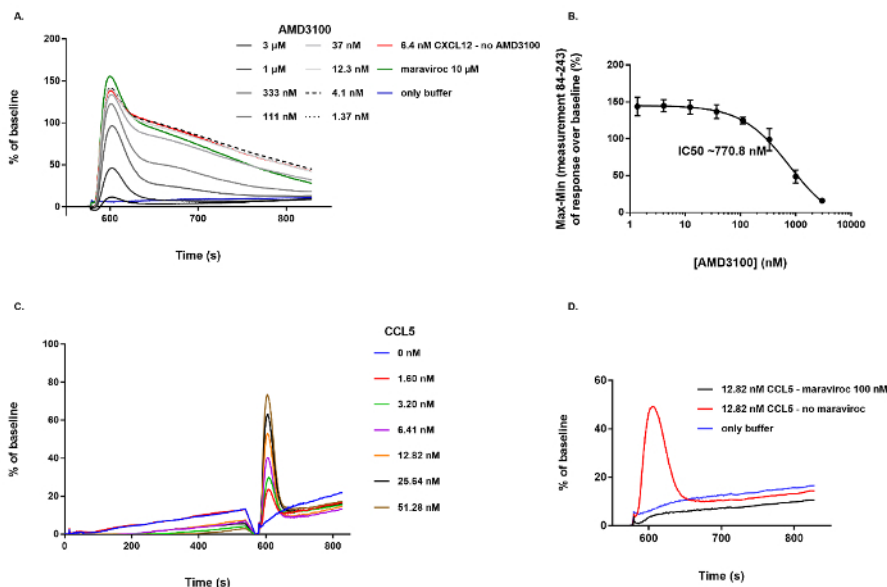 A.
AMD3100
3 µM
1 µM
333 nM
111 nM
37 nM
12.3 nM
4.1 nM
1.37 nM
6.4 nM CXCL12 - no AMD3100
maraviroc 10 µM
only buffer
% of baseline
200
150
100
50
0
600
700
800
Time (s)
B.
Max-Min (measurement 84-243)
of response over baseline (%)
200
150
100
50
0
IC50 ~770.8 nM
1
10
100
1000
10000
[AMD3100] (nM)
C.
CCL5
0 nM
1.60 nM
3.20 nM
6.41 nM
12.82 nM
25.64 nM
51.28 nM
% of baseline
100
80
60
40
20
0
0
200
400
600
800
Time (s)
D.
12.82 nM CCL5 - maraviroc 100 nM
12.82 nM CCL5 - no maraviroc
only buffer
% of baseline
60
40
20
0
600
700
800
Time (s)